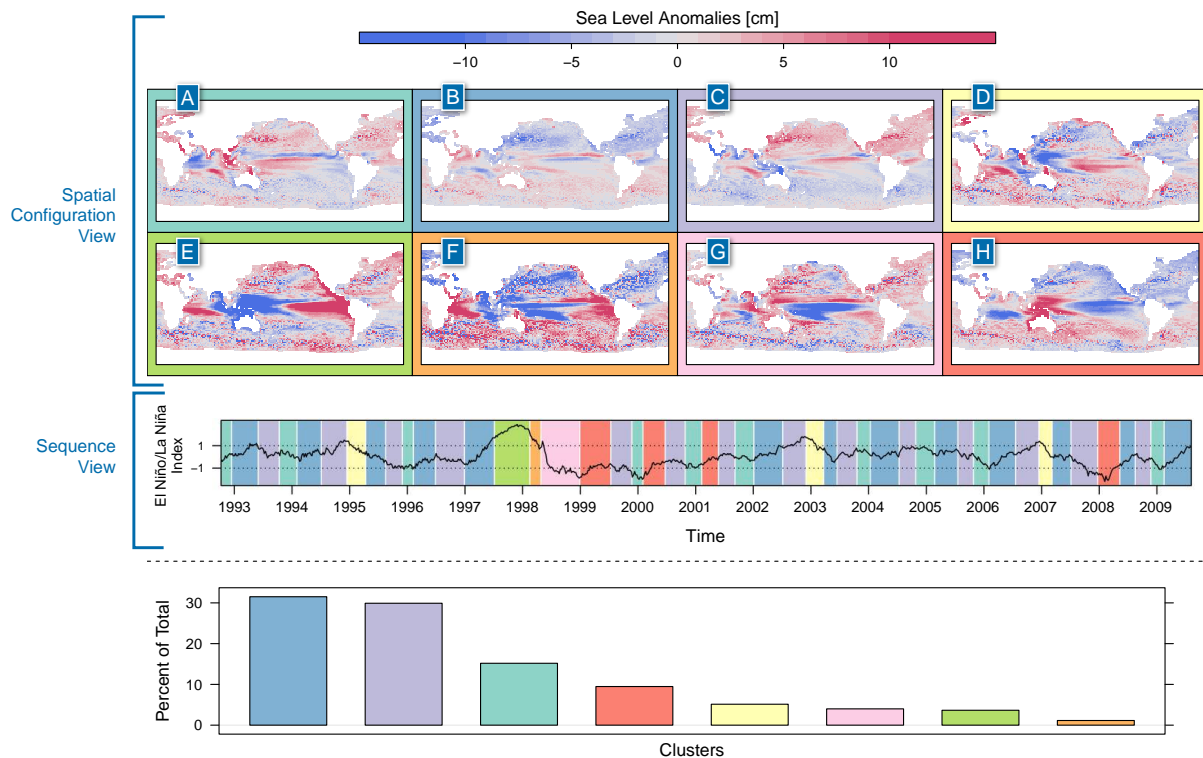 Sea Level Anomalies [cm]
−10 −5 0 5 10
A B C D
E F G H
Spatial
Configuration
View
Sequence
View
El Niño/La Niña
Index
1
−1
1993 1994 1995 1996 1997 1998 1999 2000 2001 2002 2003 2004 2005 2006 2007 2008 2009
Time
Percent of Total
30
20
10
0
Clusters